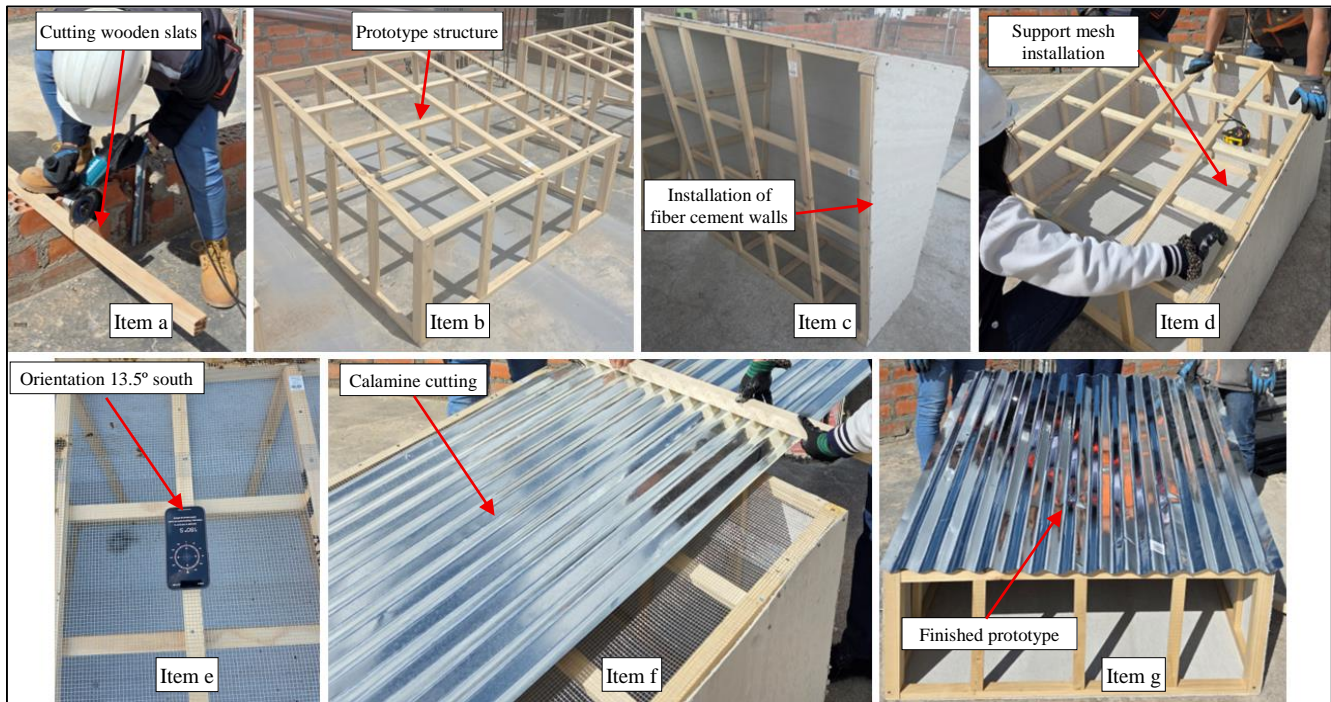 Cutting wooden slats
Item a
Prototype structure
Item b
Installation of
fiber cement walls
Item c
Support mesh
installation
Item d
Orientation 13.5º south
180° S
Item e
Calamine cutting
Item f
Finished prototype
Item g